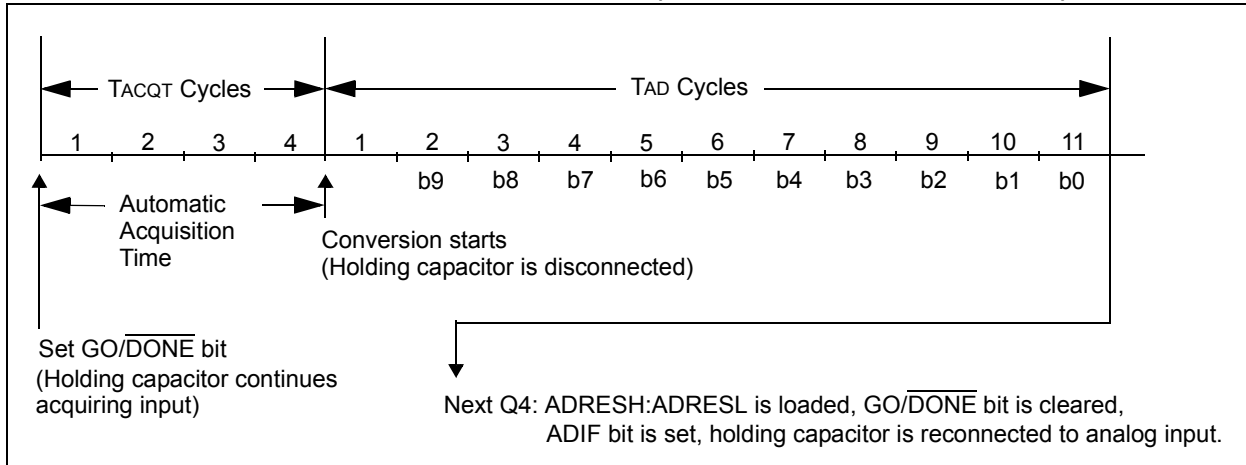 TACQT Cycles
TAD Cycles
1 2 3 4 1 2 3 4 5 6 7 8 9 10 11
b9 b8 b7 b6 b5 b4 b3 b2 b1 b0
Automatic
Acquisition
Time
Conversion starts
(Holding capacitor is disconnected)
Set GO/DONE bit
(Holding capacitor continues
acquiring input)
Next Q4: ADRESH:ADRESL is loaded, GO/DONE bit is cleared,
ADIF bit is set, holding capacitor is reconnected to analog input.